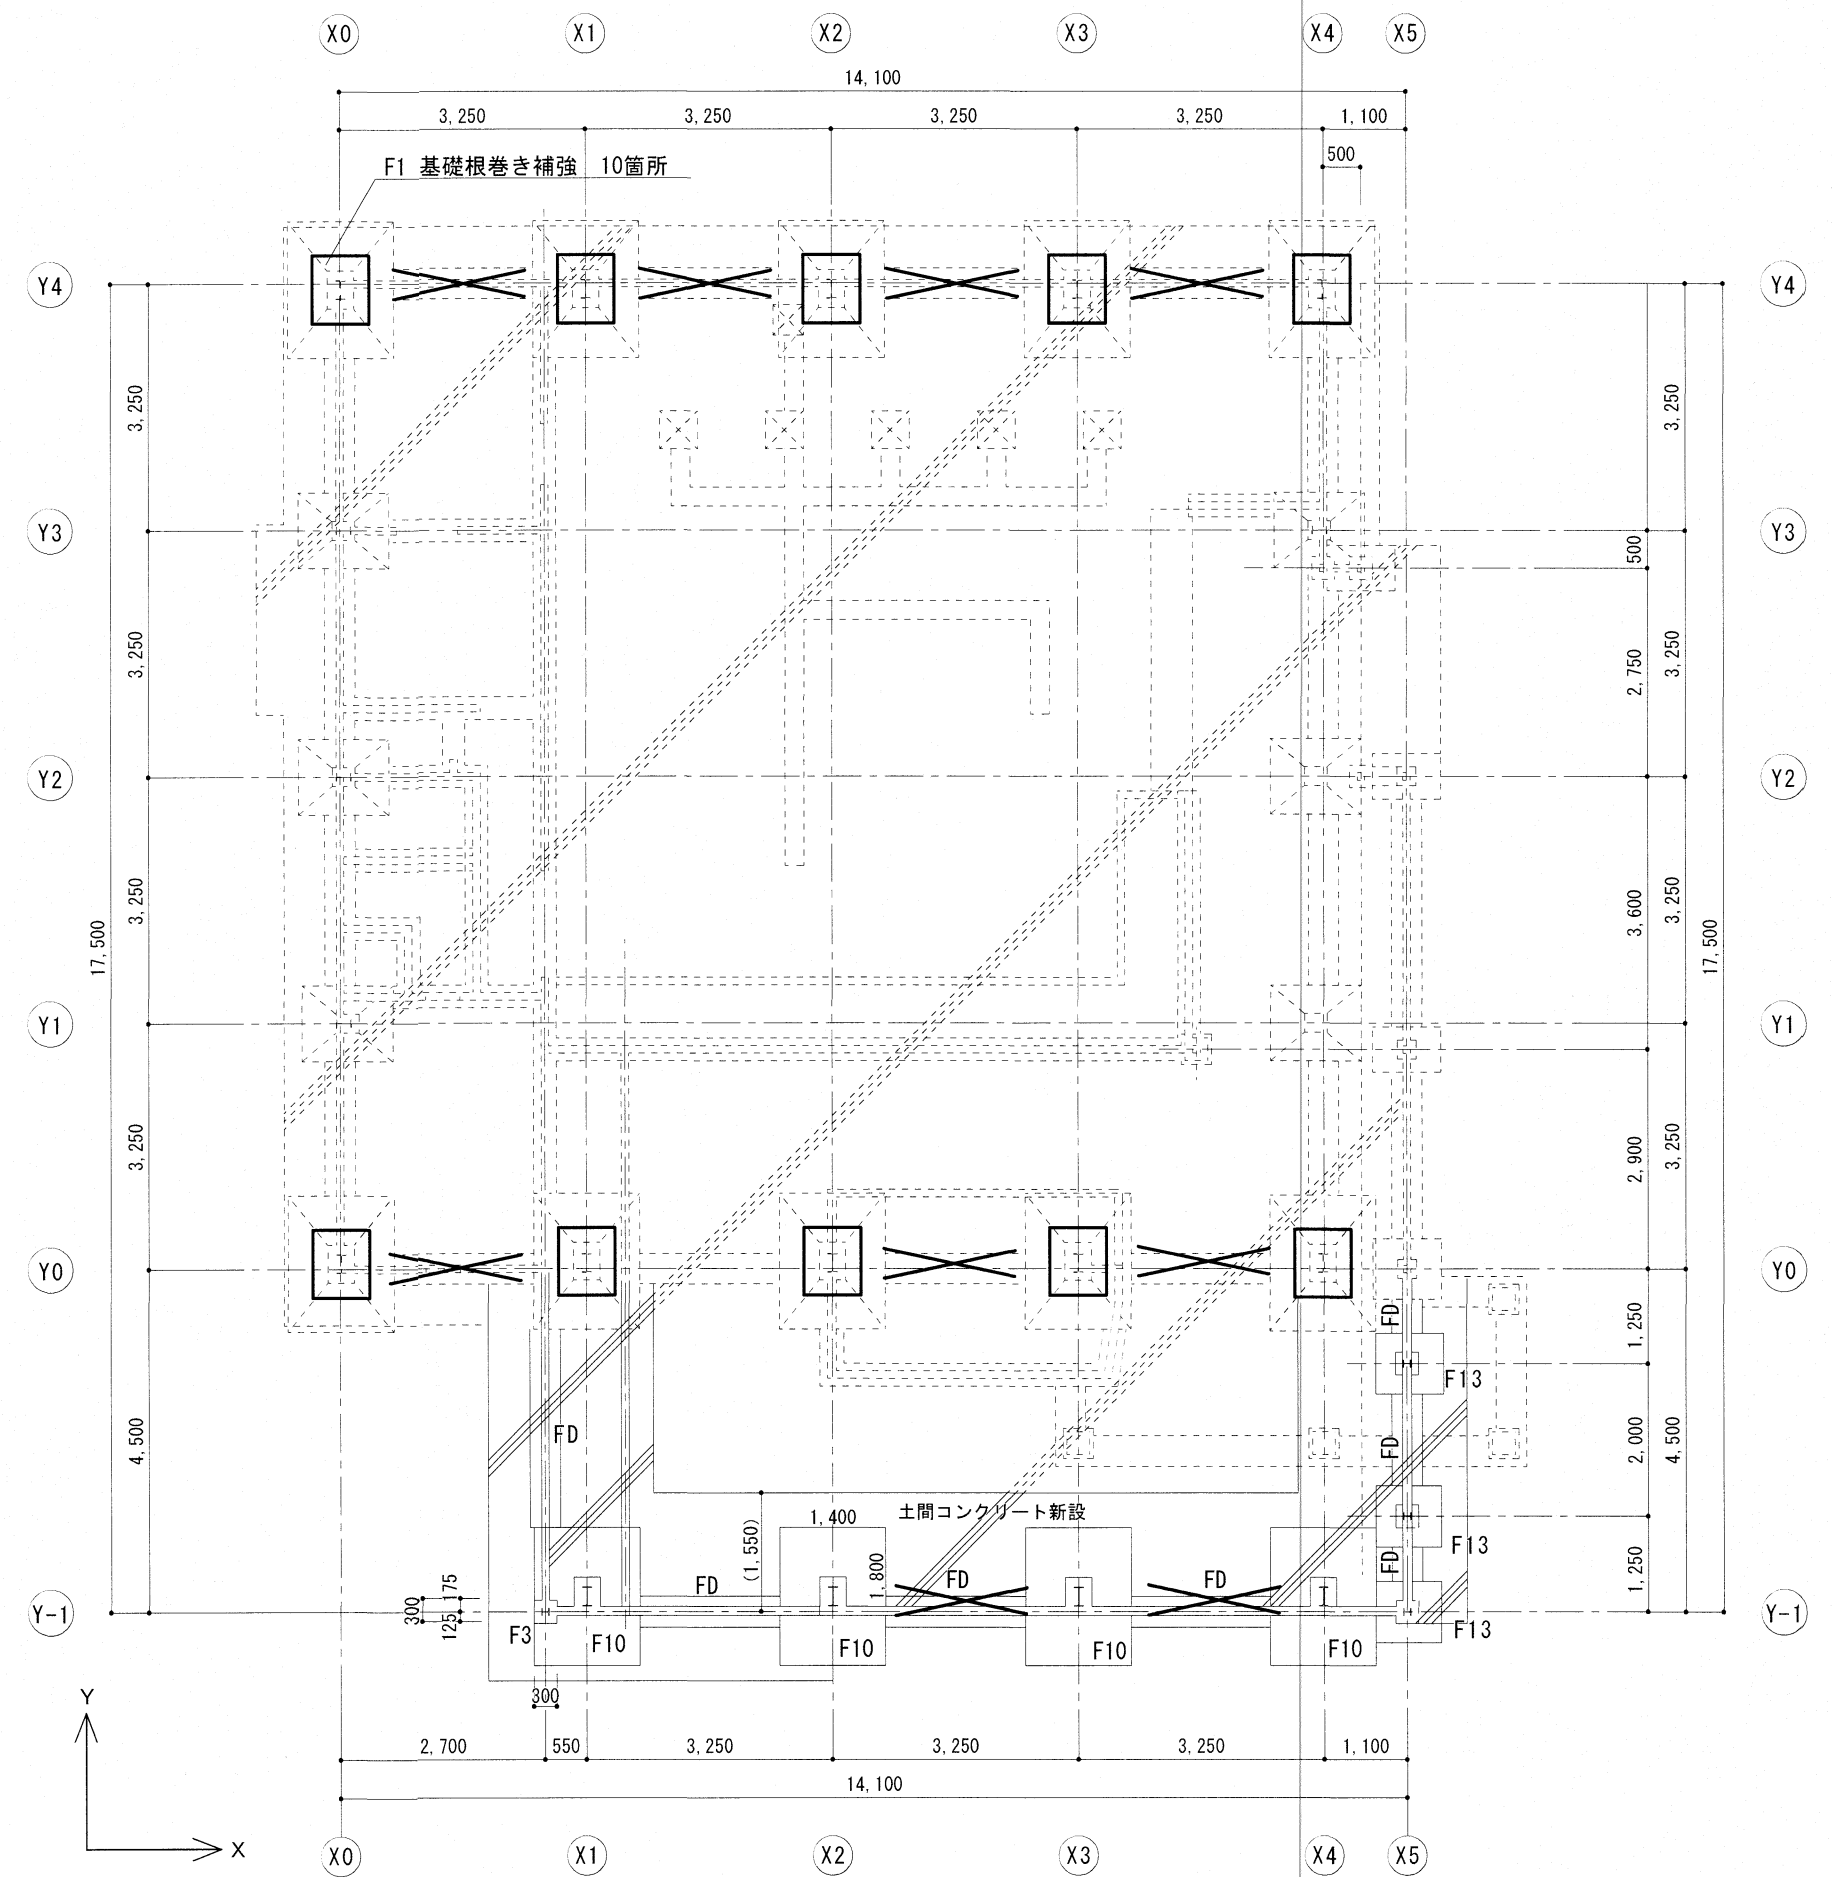 X0 X1 X2 X3 X4 X5
14,100
3,250 3,250 3,250 3,250 1,100
500
F1 基礎根巻き補強 10箇所
Y4 Y4
3,250 3,250
Y3 Y3
500
3,250 2,750 3,250
Y2 Y2
3,250 3,600 3,250
17,500 17,500
Y1 Y1
3,250 2,900 3,250
Y0 Y0
FD 1,250
F13
4,500 FD FD 2,000 4,500
土間コンクリート新設
1,400
(1,550)
F13
1,800 FD 1,250
300 175 125 FD FD FD
Y-1 Y-1
F3 F10 F10 F10 F10 F13
300
Y
2,700 550 3,250 3,250 3,250 1,100
14,100
X
X0 X1 X2 X3 X4 X5